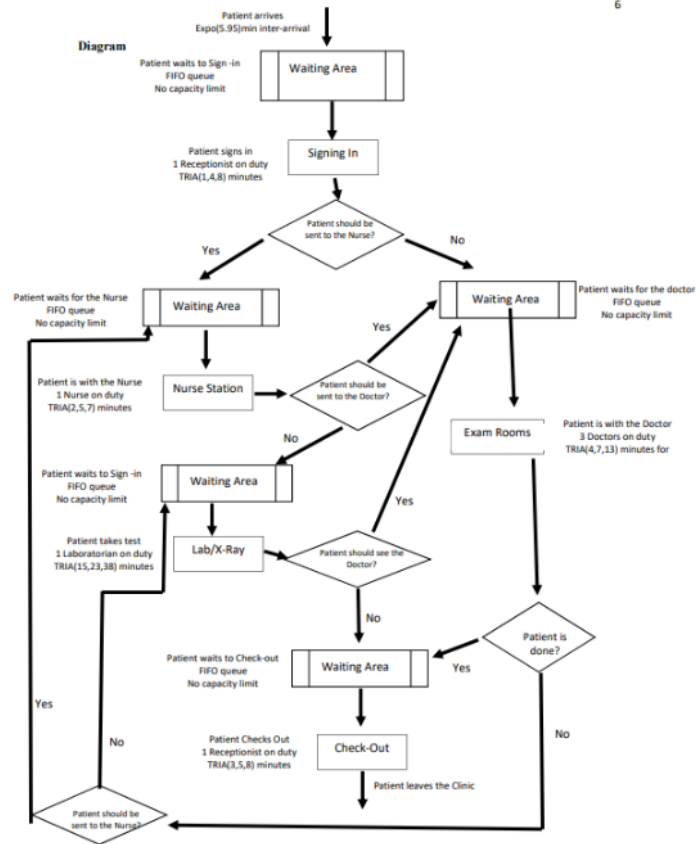 6
Patient arrives
Expo(5.95)min inter-arrival
Diagram
Patient waits to Sign -in
FIFO queue
No capacity limit
Waiting Area
Patient signs in
1 Receptionist on duty
TRIA(1,4,8) minutes
Signing In
Patient should be
sent to the Nurse?
Yes
No
Patient waits for the Nurse
FIFO queue
No capacity limit
Waiting Area
Waiting Area
Patient waits for the doctor
FIFO queue
No capacity limit
Yes
Patient is with the Nurse
1 Nurse on duty
TRIA(2,5,7) minutes
Nurse Station
Patient should be
sent to the Doctor?
Exam Rooms
Patient is with the Doctor
3 Doctors on duty
TRIA(4,7,13) minutes for
No
Patient waits to Sign -in
FIFO queue
No capacity limit
Waiting Area
Yes
Patient takes test
1 Laboratorian on duty
TRIA(15,23,38) minutes
Lab/X-Ray
Patient should see the
Doctor?
No
Patient is
done?
Patient waits to Check-out
FIFO queue
No capacity limit
Waiting Area
Yes
Yes
No
No
Patient Checks Out
1 Receptionist on duty
TRIA(3,5,8) minutes
Check-Out
Patient leaves the Clinic
Patient should be
sent to the Nurse?